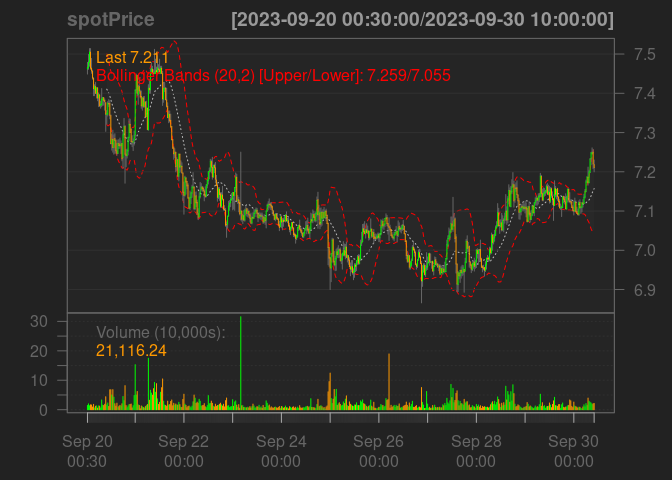 spotPrice [2023-09-20 00:30:00/2023-09-30 10:00:00]
Last 7.211
Bollinger Bands (20,2) [Upper/Lower]: 7.259/7.055
7.5
7.4
7.3
7.2
7.1
7.0
6.9
Volume (10,000s):
21,116.24
30
20
10
0
Sep 20 Sep 22 Sep 24 Sep 26 Sep 28 Sep 30
00:30 00:00 00:00 00:00 00:00 00:00